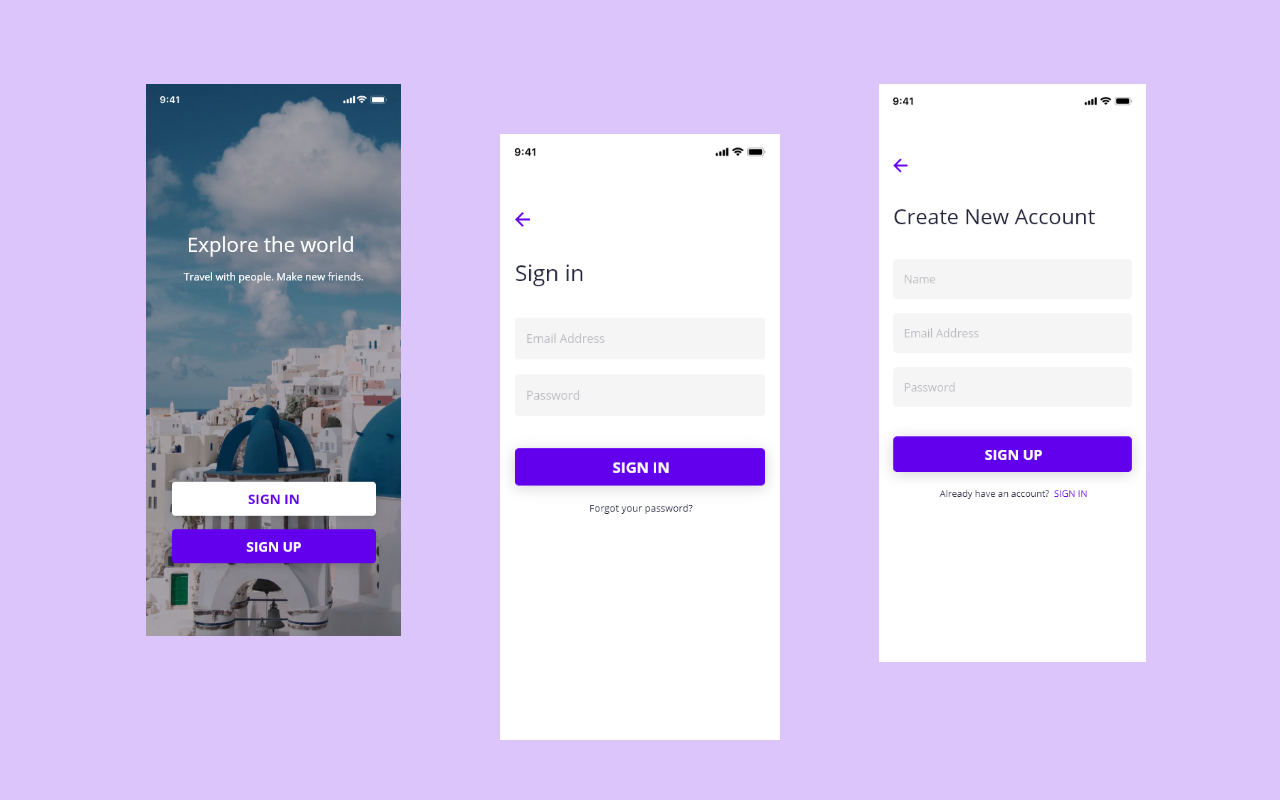 9:41
Explore the world
Travel with people. Make new friends.
SIGN IN
SIGN UP
9:41
Sign in
Email Address
Password
SIGN IN
Forgot your password?
9:41
Create New Account
Name
Email Address
Password
SIGN UP
Already have an account? SIGN IN